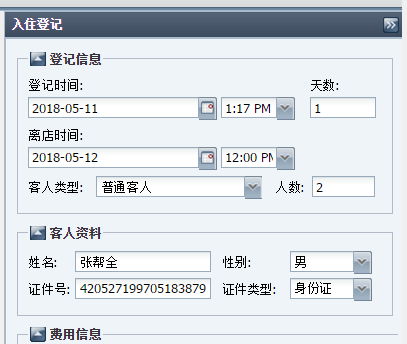 入住登记
登记信息
登记时间: 天数:
2018-05-11 1:17 PM 1
离店时间:
2018-05-12 12:00 PM
客人类型: 普通客人 人数: 2
客人资料
姓名: 张帮全 性别: 男
证件号: 420527199705183879 证件类型: 身份证
费用信息